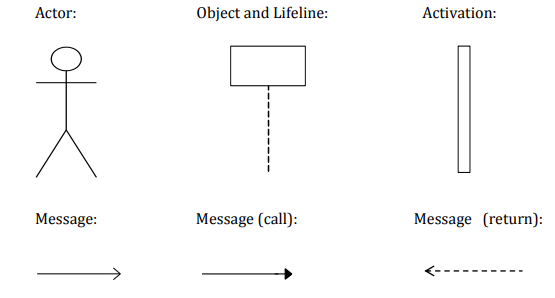 Actor: Object and Lifeline: Activation:
Message: Message (call): Message (return):